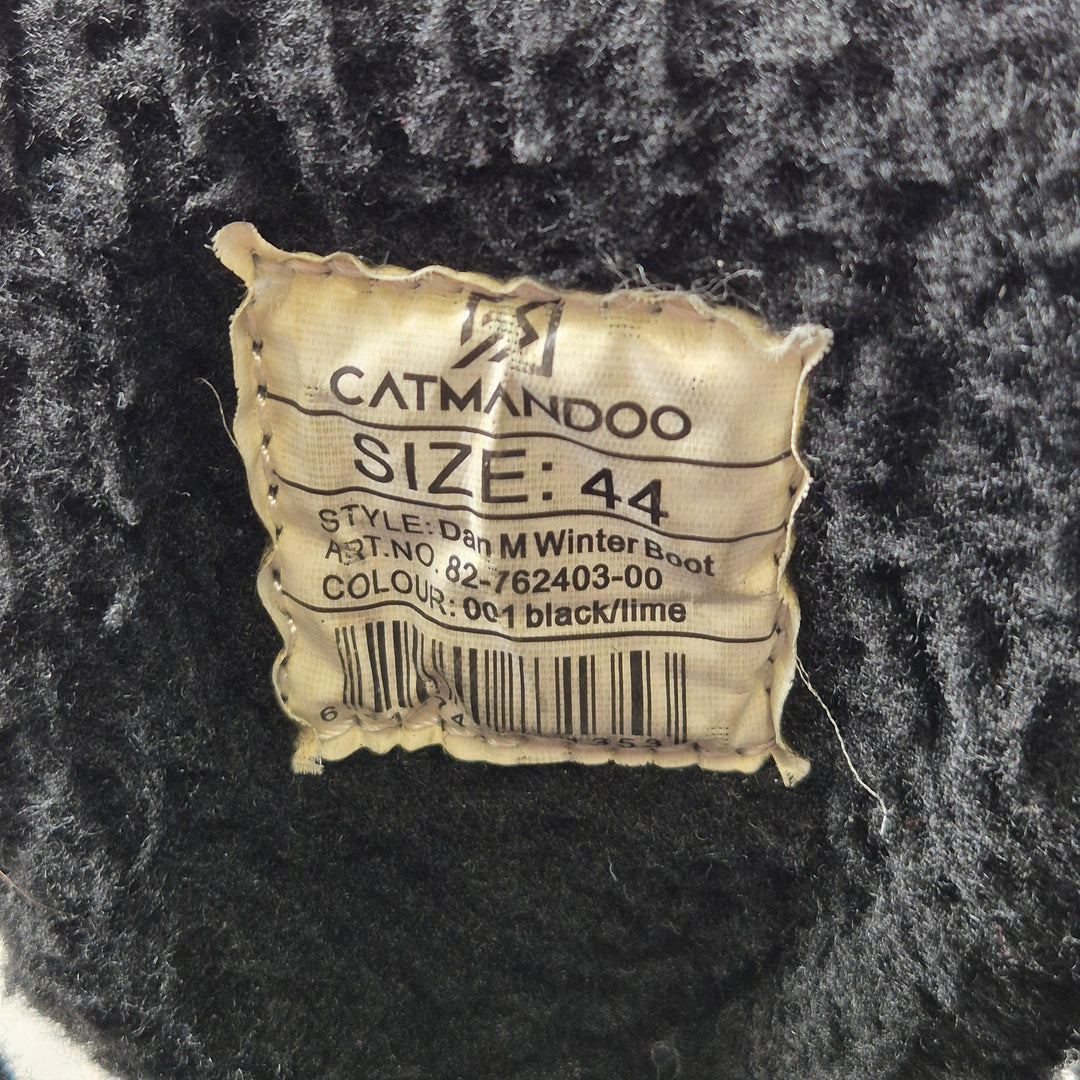 CATMANDOO
SIZE: 44
STYLE: Dan M Winter Boot
ART.NO. 82-762403-00
COLOUR: 001 black/lime